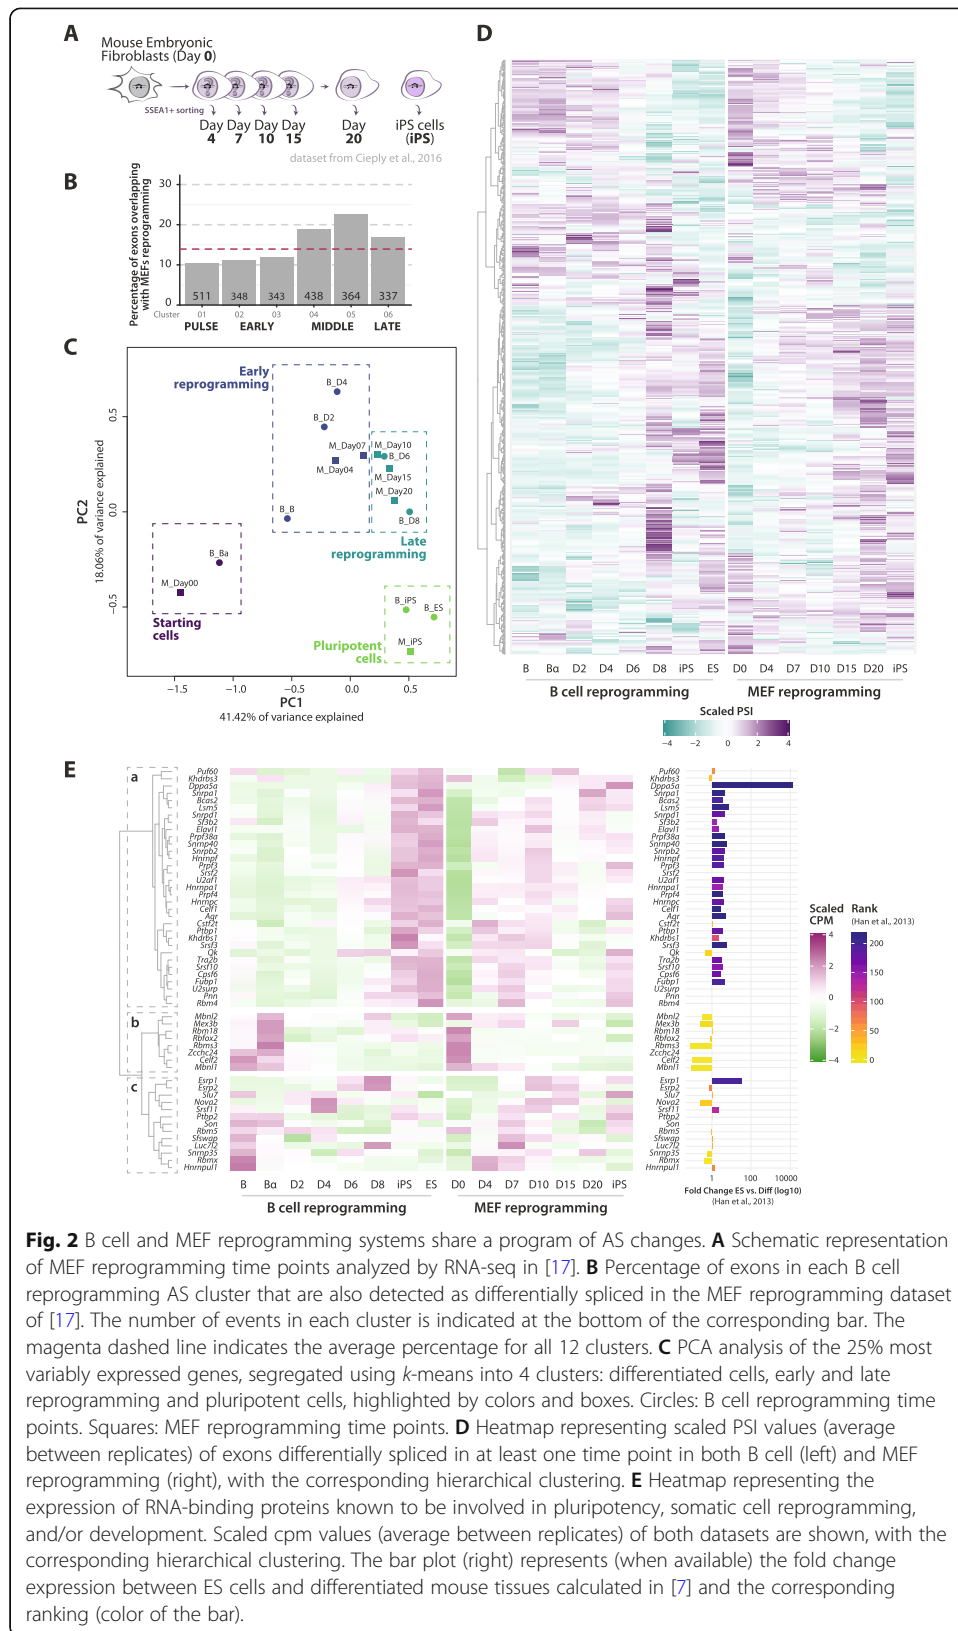 A
Mouse Embryonic
Fibroblasts (Day 0)
SSEA1+ sorting
Day 4
Day 7
Day 10
Day 15
Day 20
iPS cells (iPS)
dataset from Cieply et al., 2016
B
Percentage of exons overlapping
with MEFs reprogramming
30
20
10
0
511 348 343 438 364 337
Cluster 01 02 03 04 05 06
PULSE EARLY MIDDLE LATE
C
Early
reprogramming
B_D4
B_D2
M_Day07
M_Day04
M_Day10
B_D6
M_Day15
M_Day20
B_D8
B_B
Late
reprogramming
B_Ba
M_Day00
Starting
cells
B_iPS
B_ES
M_iPS
Pluripotent
cells
PC2
18.06% of variance explained
0.5
0.0
−0.5
−1.5 −1.0 −0.5 0.0 0.5
PC1
41.42% of variance explained
D
B Bα D2 D4 D6 D8 iPS ES D0 D4 D7 D10 D15 D20 iPS
B cell reprogramming MEF reprogramming
Scaled PSI
−4 −2 0 2 4
E
a
Puf60
Khdrbs3
Dppa5a
Snrpa1
Bcas2
Lsm5
Snrpd1
Sf3b2
Elavl1
Prpf38a
Snrnp40
Snrpb2
Hnrnpf
Prpf3
Srsf2
U2af1
Hnrnpa1
Prpf4
Hnrnpc
Celf1
Aqr
Cstf2t
Ptbp1
Khdrbs1
Srsf3
Qk
Tra2b
Srsf10
Cpsf6
Fubp1
U2surp
Pnn
Rbm4
b
Mbnl2
Mex3b
Rbm18
Rbfox2
Rbms3
Zcchc24
Celf2
Mbnl1
c
Esrp1
Esrp2
Slu7
Nova2
Srsf11
Ptbp2
Son
Rbm5
Sfswap
Luc7l2
Snrnp35
Rbmx
Hnrnpul1
B Bα D2 D4 D6 D8 iPS ES D0 D4 D7 D10 D15 D20 iPS
B cell reprogramming MEF reprogramming
1 100 10000
Fold Change ES vs. Diff (log10)
(Han et al., 2013)
Scaled
CPM
4
2
0
−2
−4
Rank
(Han et al., 2013)
200
150
100
50
0
Fig. 2 B cell and MEF reprogramming systems share a program of AS changes. A Schematic representation
of MEF reprogramming time points analyzed by RNA-seq in [17]. B Percentage of exons in each B cell
reprogramming AS cluster that are also detected as differentially spliced in the MEF reprogramming dataset
of [17]. The number of events in each cluster is indicated at the bottom of the corresponding bar. The
magenta dashed line indicates the average percentage for all 12 clusters. C PCA analysis of the 25% most
variably expressed genes, segregated using k-means into 4 clusters: differentiated cells, early and late
reprogramming and pluripotent cells, highlighted by colors and boxes. Circles: B cell reprogramming time
points. Squares: MEF reprogramming time points. D Heatmap representing scaled PSI values (average
between replicates) of exons differentially spliced in at least one time point in both B cell (left) and MEF
reprogramming (right), with the corresponding hierarchical clustering. E Heatmap representing the
expression of RNA-binding proteins known to be involved in pluripotency, somatic cell reprogramming,
and/or development. Scaled cpm values (average between replicates) of both datasets are shown, with the
corresponding hierarchical clustering. The bar plot (right) represents (when available) the fold change
expression between ES cells and differentiated mouse tissues calculated in [7] and the corresponding
ranking (color of the bar).